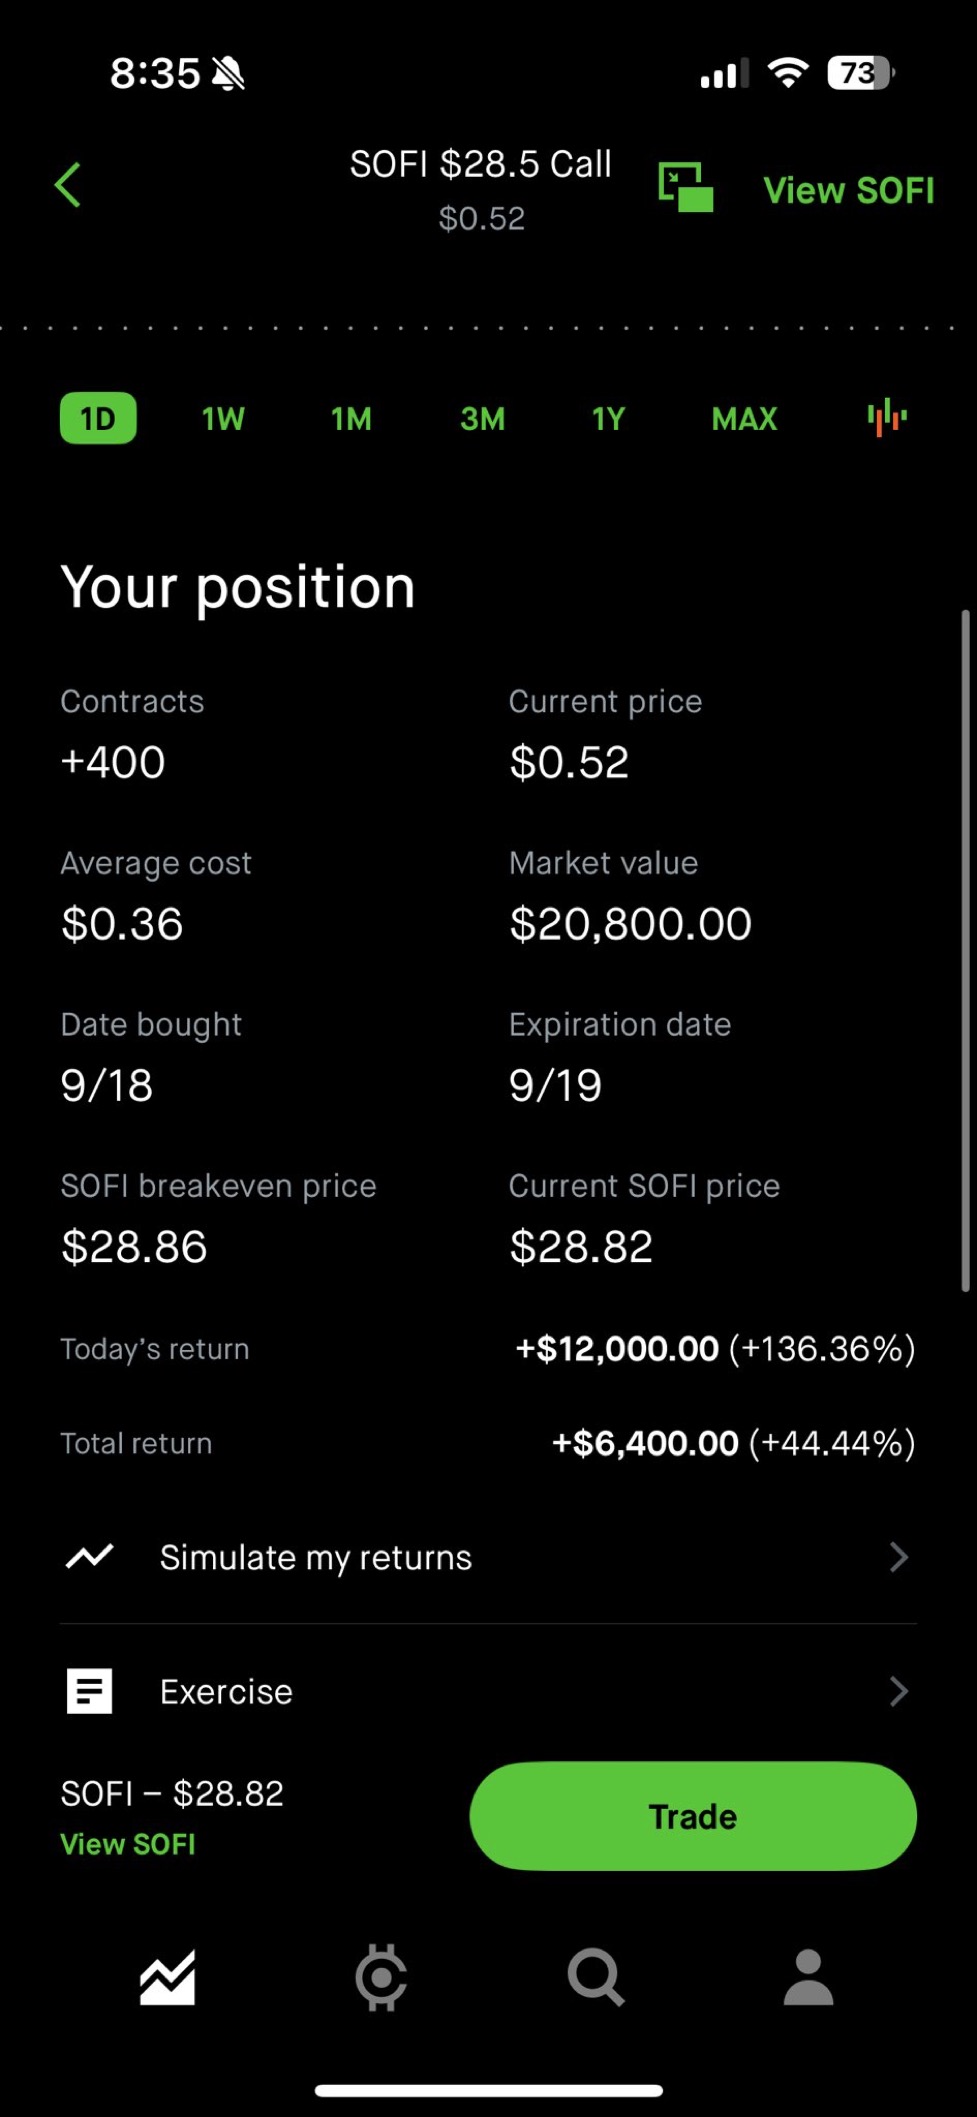 8:35
73
SOFI $28.5 Call
$0.52
View SOFI
1D 1W 1M 3M 1Y MAX
Your position
Contracts Current price
+400 $0.52
Average cost Market value
$0.36 $20,800.00
Date bought Expiration date
9/18 9/19
SOFI breakeven price Current SOFI price
$28.86 $28.82
Today’s return +$12,000.00 (+136.36%)
Total return +$6,400.00 (+44.44%)
Simulate my returns
Exercise
SOFI – $28.82
View SOFI
Trade